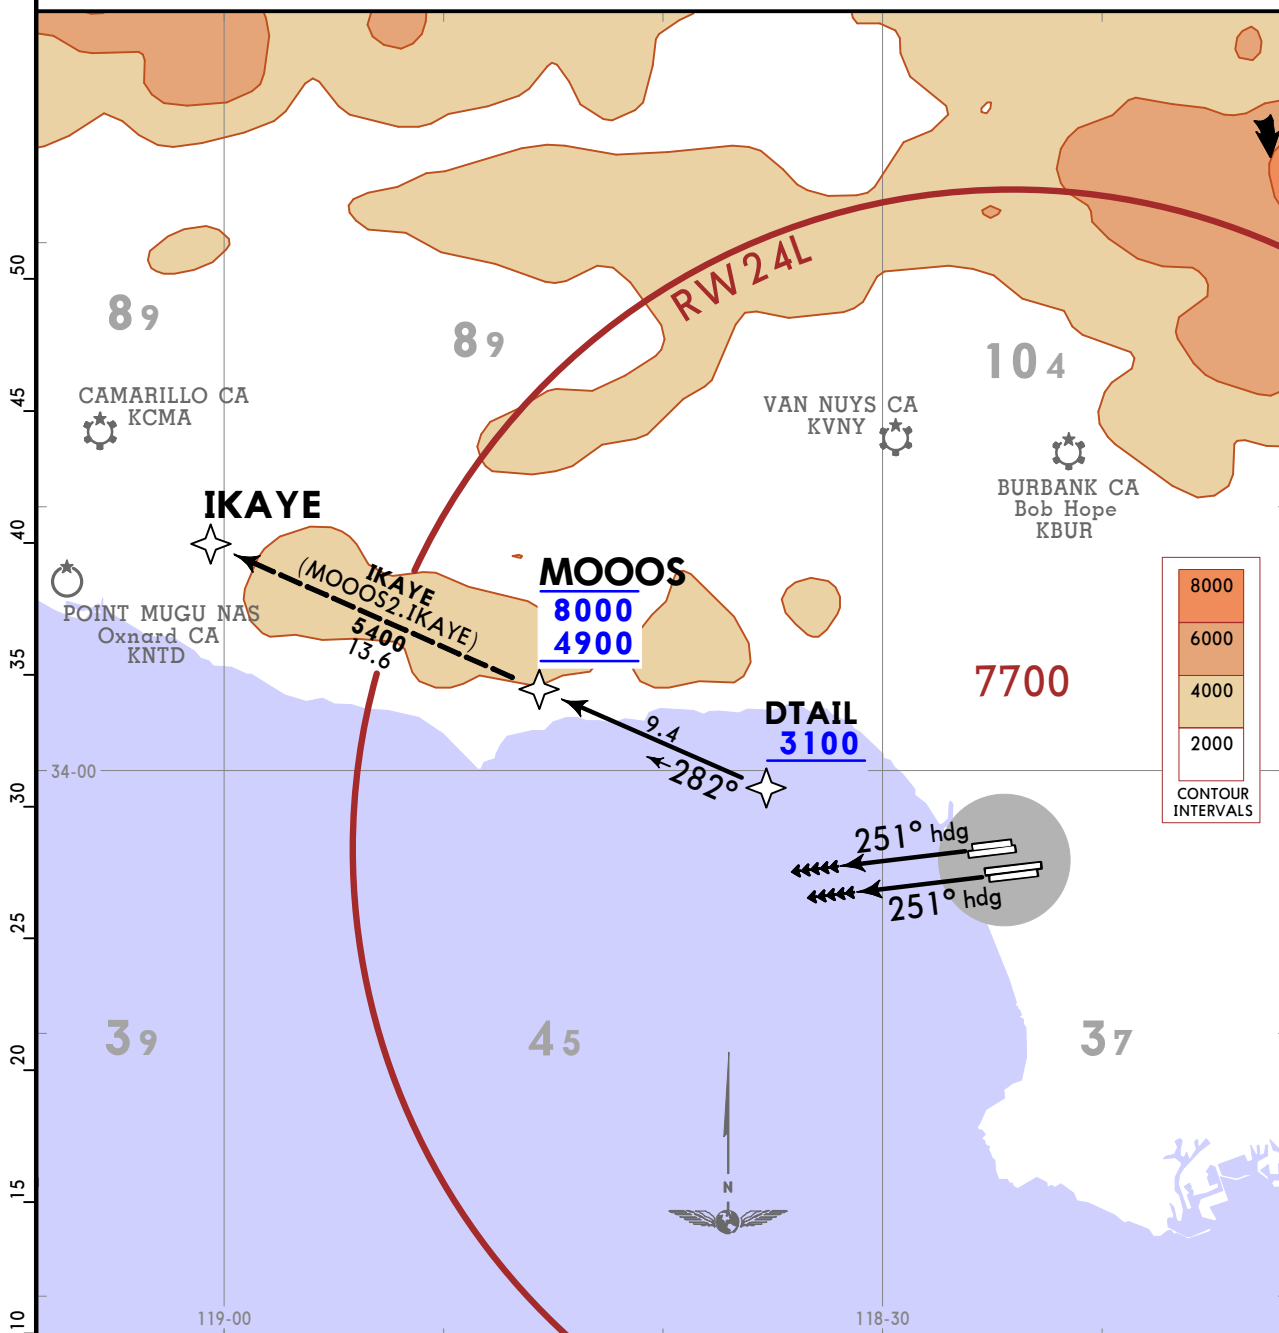 RW24L
50
89
89
104
CAMARILLO CA
KCMA
45
VAN NUYS CA
KVNY
BURBANK CA
Bob Hope
KBUR
IKAYE
40
POINT MUGU NAS
Oxnard CA
KNTD
IKAYE
(MOOOS2.IKAYE)
5400
13.6
MOOOS
8000
4900
8000
6000
4000
2000
CONTOUR
INTERVALS
35
7700
DTAIL
3100
9.4
282°
34-00
30
251° hdg
251° hdg
25
39
45
37
20
N
15
10
119-00
118-30